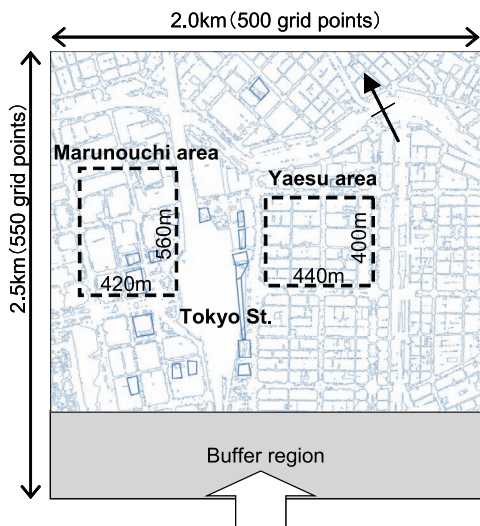 2.0km(500 grid points)
2.5km(550 grid points)
Marunouchi area
Yaesu area
560m
400m
420m
440m
Tokyo St.
Buffer region